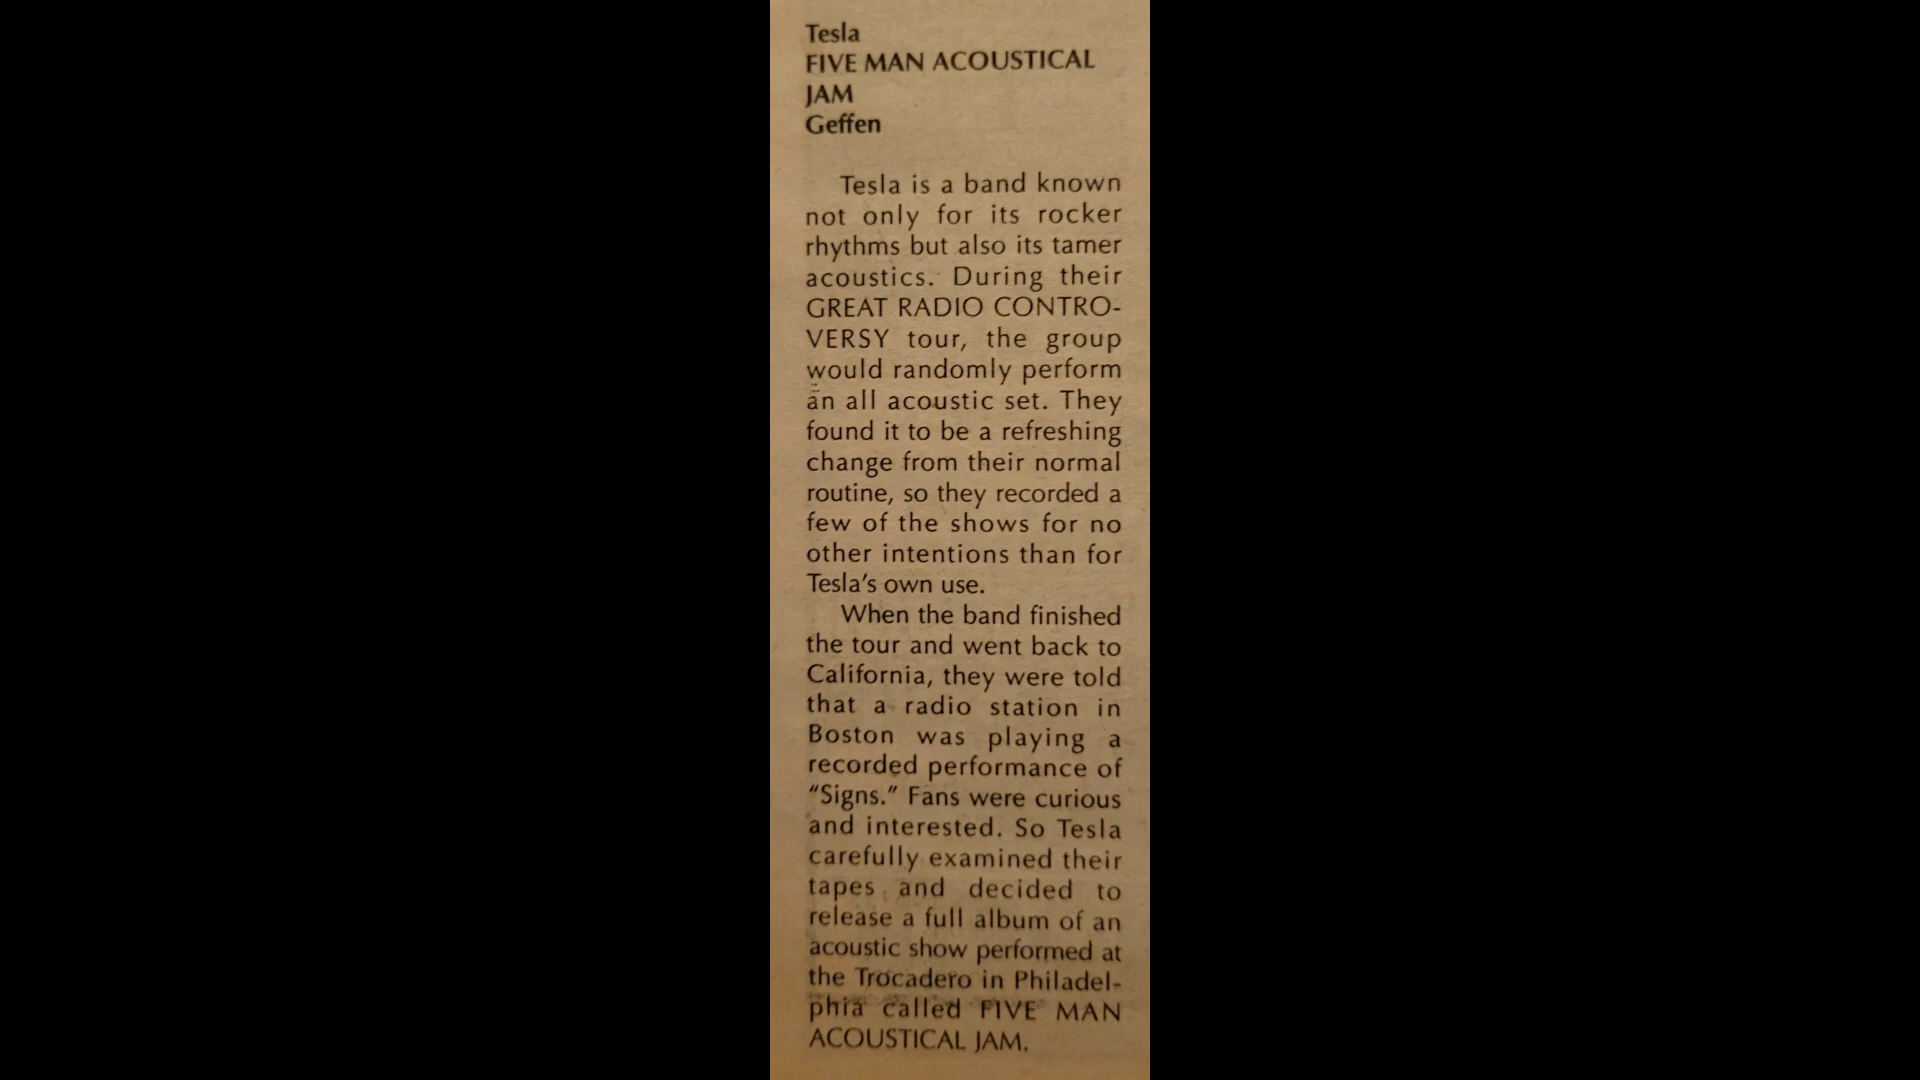 Tesla
FIVE MAN ACOUSTICAL
JAM
Geffen
Tesla is a band known
not only for its rocker
rhythms but also its tamer
acoustics. During their
GREAT RADIO CONTRO-
VERSY tour, the group
would randomly perform
an all acoustic set. They
found it to be a refreshing
change from their normal
routine, so they recorded a
few of the shows for no
other intentions than for
Tesla's own use.
When the band finished
the tour and went back to
California, they were told
that a radio station in
Boston was playing a
recorded performance of
"Signs." Fans were curious
and interested. So Tesla
carefully examined their
tapes and decided to
release a full album of an
acoustic show performed at
the Trocadero in Philadel-
phia called FIVE MAN
ACOUSTICAL JAM.